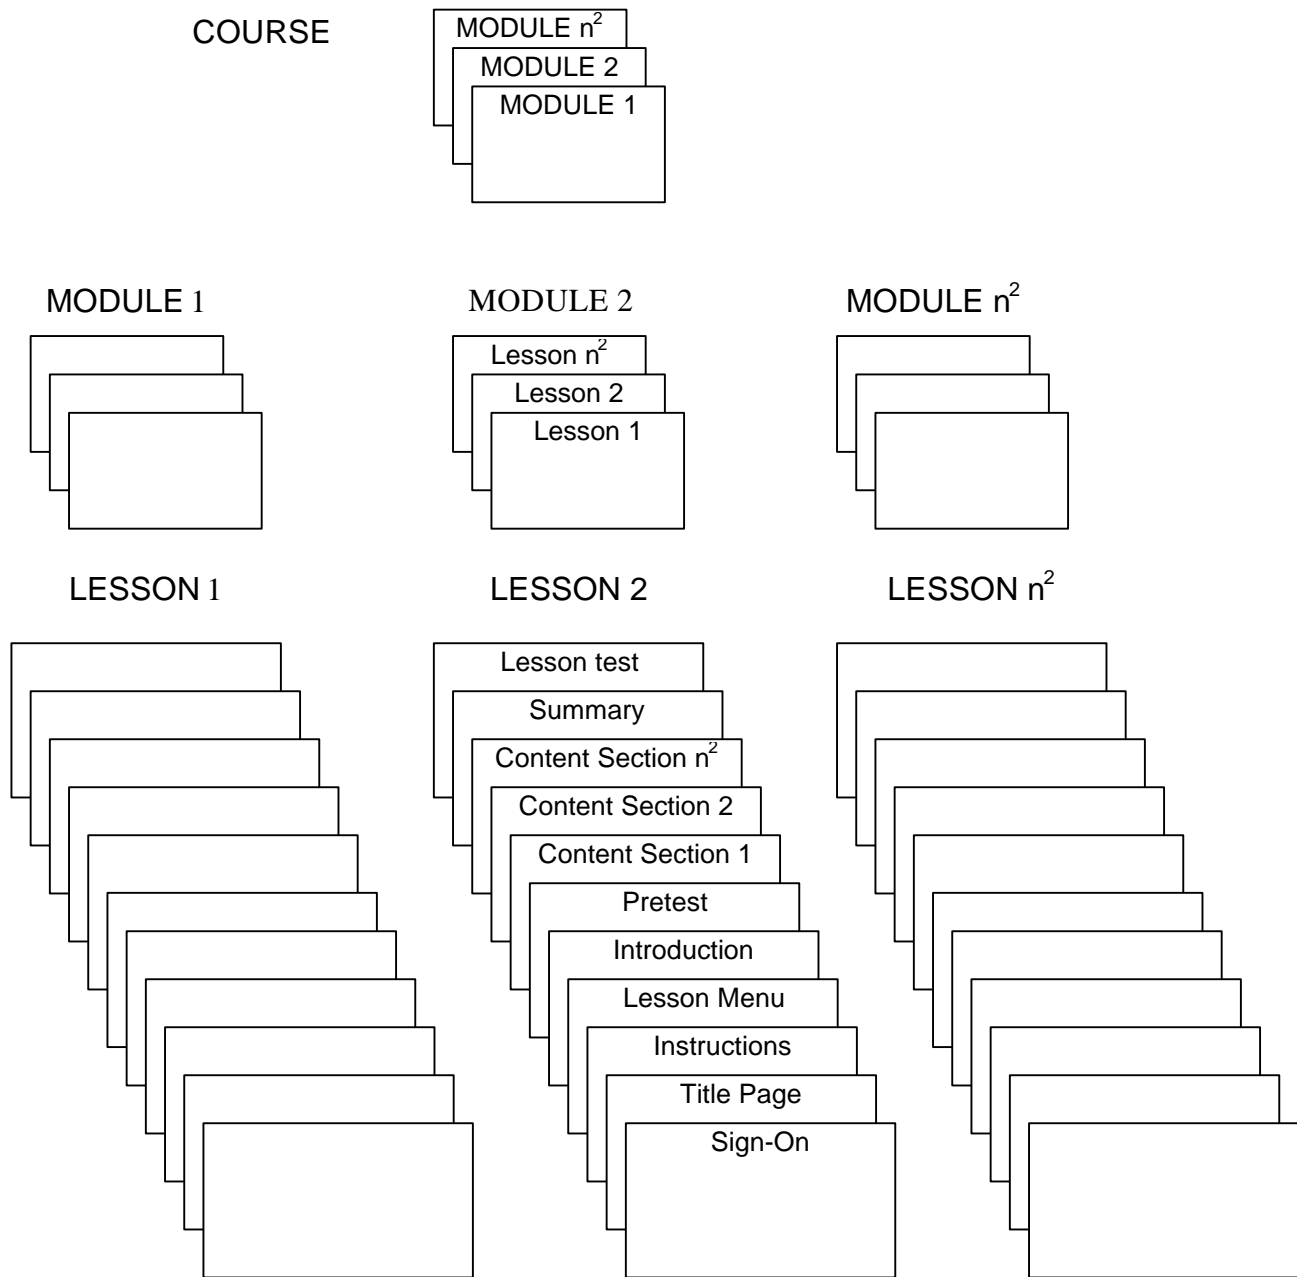 COURSE
MODULE n²
MODULE 2
MODULE 1
MODULE 1
MODULE 2
MODULE n²
Lesson n²
Lesson 2
Lesson 1
LESSON 1
LESSON 2
LESSON n²
Lesson test
Summary
Content Section n²
Content Section 2
Content Section 1
Pretest
Introduction
Lesson Menu
Instructions
Title Page
Sign-On